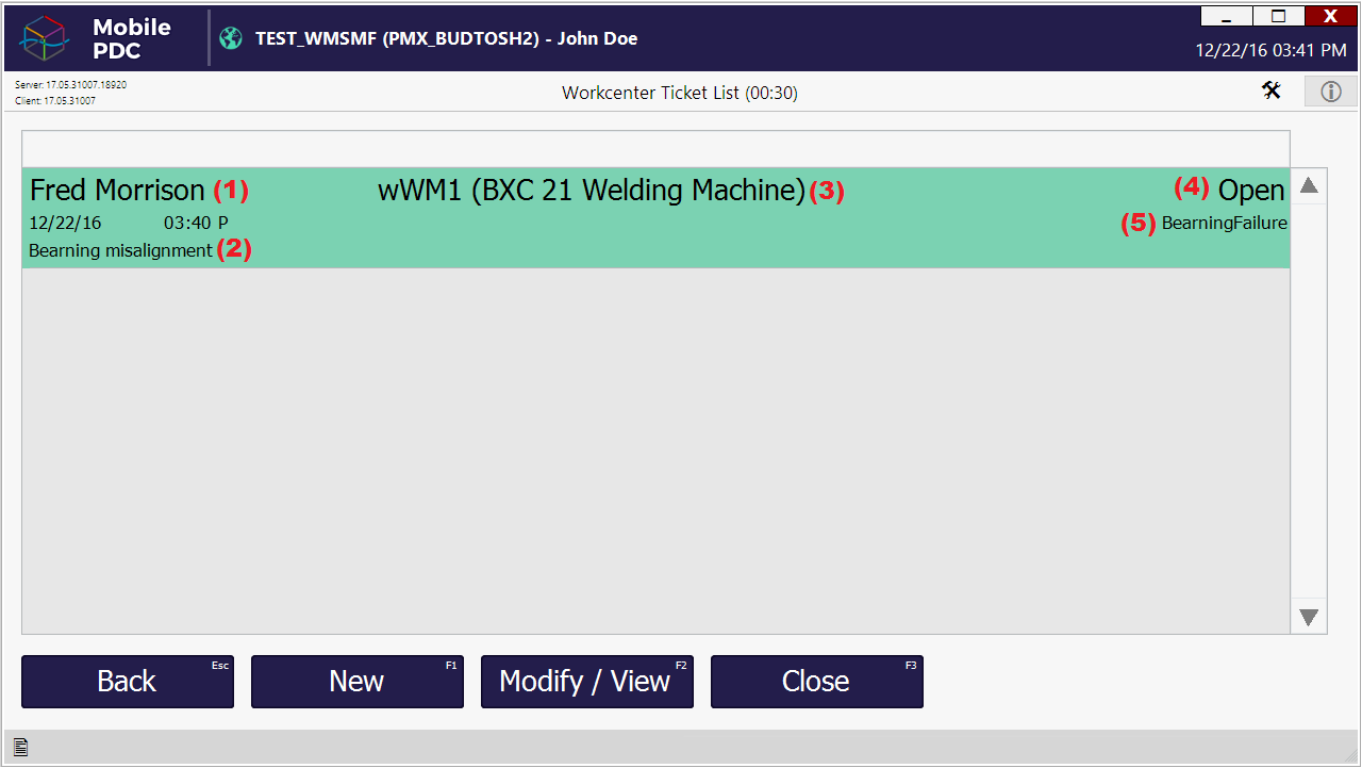 Mobile
PDC
TEST_WMSMF (PMX_BUDTOSH2) - John Doe
_ X
12/22/16 03:41 PM
Server: 17.05.31007.18920
Client: 17.05.31007
Workcenter Ticket List (00:30)
Fred Morrison (1) wWM1 (BXC 21 Welding Machine) (3) (4) Open
12/22/16 03:40 P (5) BearningFailure
Bearning misalignment (2)
Back Esc New F1 Modify / View F2 Close F3